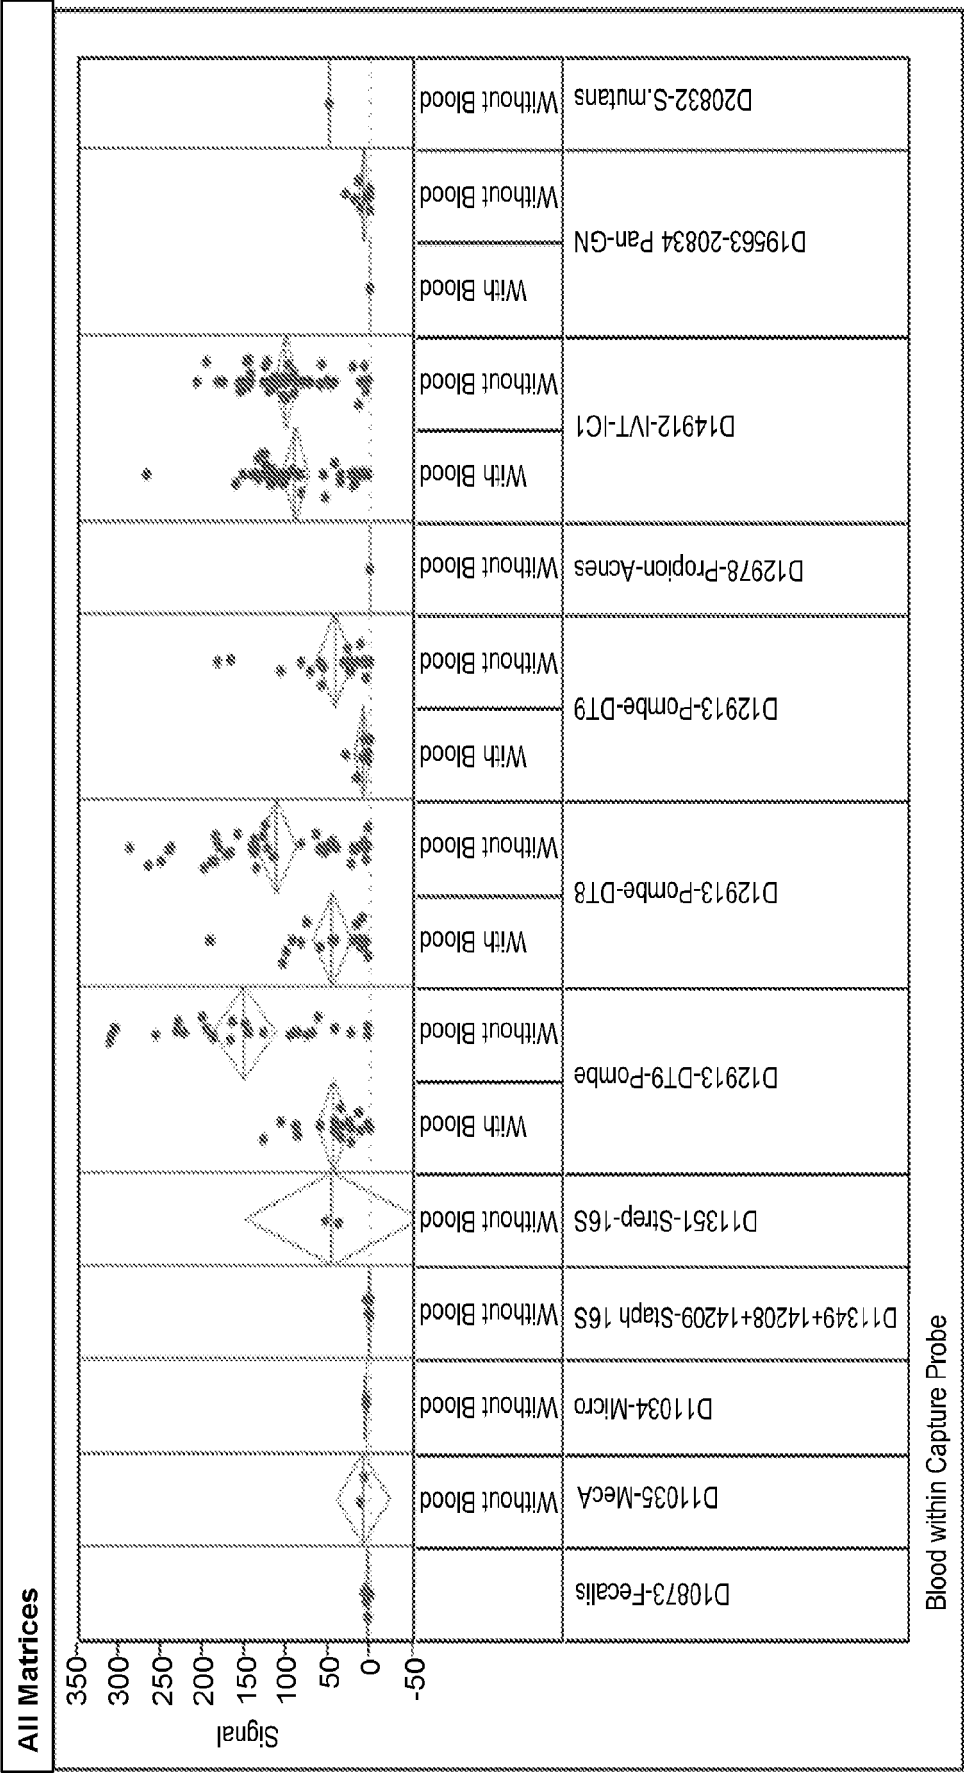 All Matrices
Signal
350
300
250
200
150
100
50
0
-50
Without Blood
Without Blood
Without Blood
Without Blood
With Blood
Without Blood
With Blood
Without Blood
With Blood
Without Blood
Without Blood
With Blood
Without Blood
With Blood
Without Blood
Without Blood
D10873-Fecalis
D11035-MecA
D11034-Micro
D11349+14208+14209-Staph 16S
D11351-Strep-16S
D12913-DT9-Pombe
D12913-Pombe-DT8
D12913-Pombe-DT9
D12978-Propion-Acnes
D14912-IVT-IC1
D19563-20834 Pan-GN
D20832-S.mutans
Blood within Capture Probe